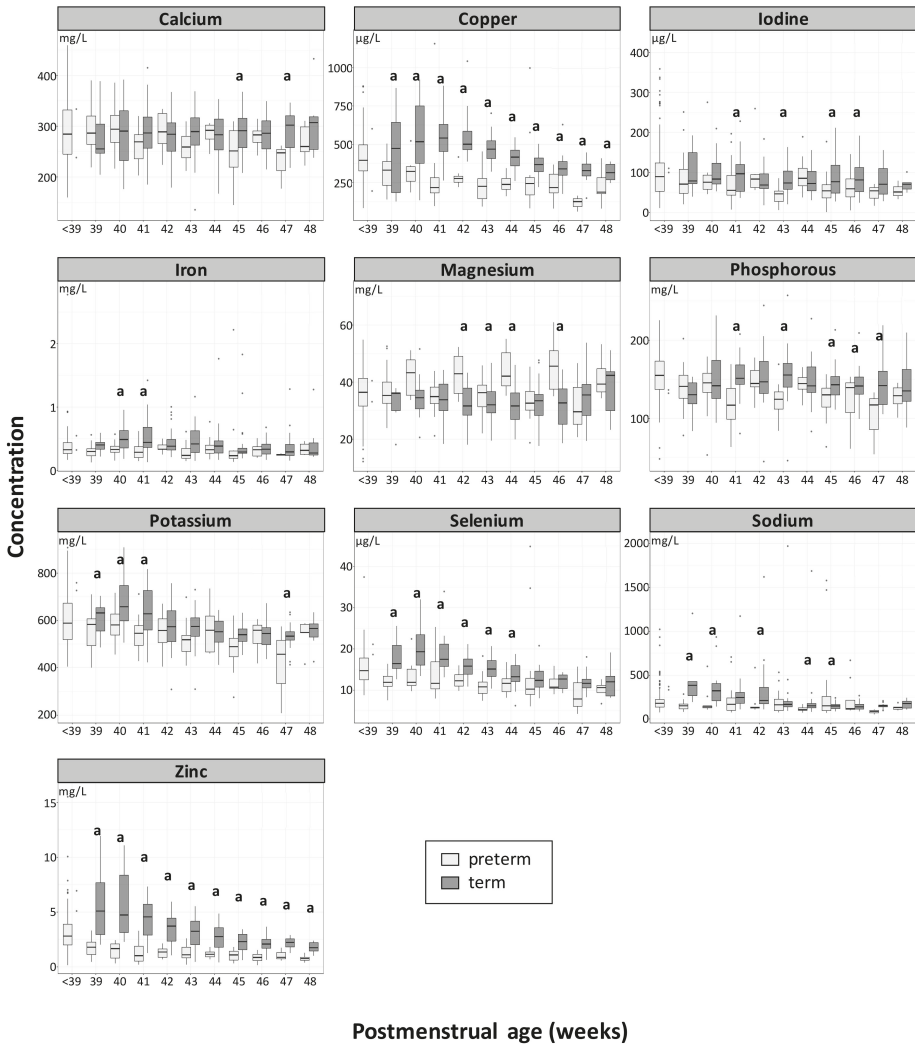 Calcium
mg/L
400
300
200
a a
<39 39 40 41 42 43 44 45 46 47 48
Copper
µg/L
1000
750
500
250
a a a a a a a a a a
<39 39 40 41 42 43 44 45 46 47 48
Iodine
µg/L
400
300
200
100
0
a a a a
<39 39 40 41 42 43 44 45 46 47 48
Iron
mg/L
2
1
0
a a
<39 39 40 41 42 43 44 45 46 47 48
Magnesium
mg/L
60
40
20
a a a a
<39 39 40 41 42 43 44 45 46 47 48
Phosphorous
mg/L
200
150
100
a a a a a
<39 39 40 41 42 43 44 45 46 47 48
Concentration
Potassium
mg/L
800
600
400
200
a a a a
<39 39 40 41 42 43 44 45 46 47 48
Selenium
µg/L
40
30
20
10
a a a a a a
<39 39 40 41 42 43 44 45 46 47 48
Sodium
mg/L
2000
1500
1000
500
0
a a a a a
<39 39 40 41 42 43 44 45 46 47 48
Zinc
mg/L
15
10
5
0
a a a a a a a a a a
<39 39 40 41 42 43 44 45 46 47 48
preterm
term
Postmenstrual age (weeks)